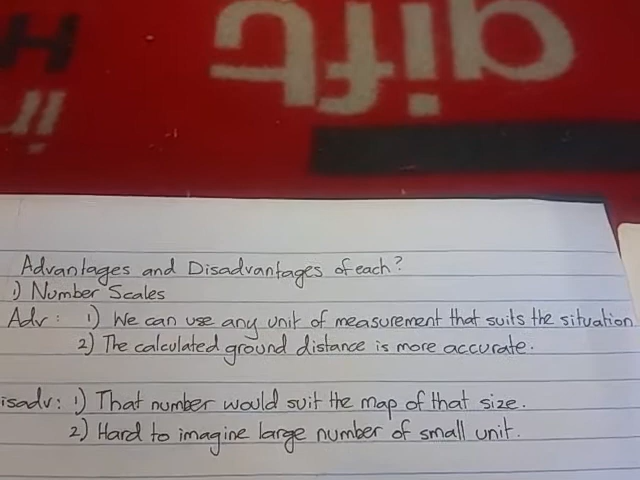 gift
Advantages and Disadvantages of each?
1) Number Scales
Adv: 1) We can use any unit of measurement that suits the situation
2) The calculated ground distance is more accurate.
isadv: 1) That number would suit the map of that size.
2) Hard to imagine large number of small unit.